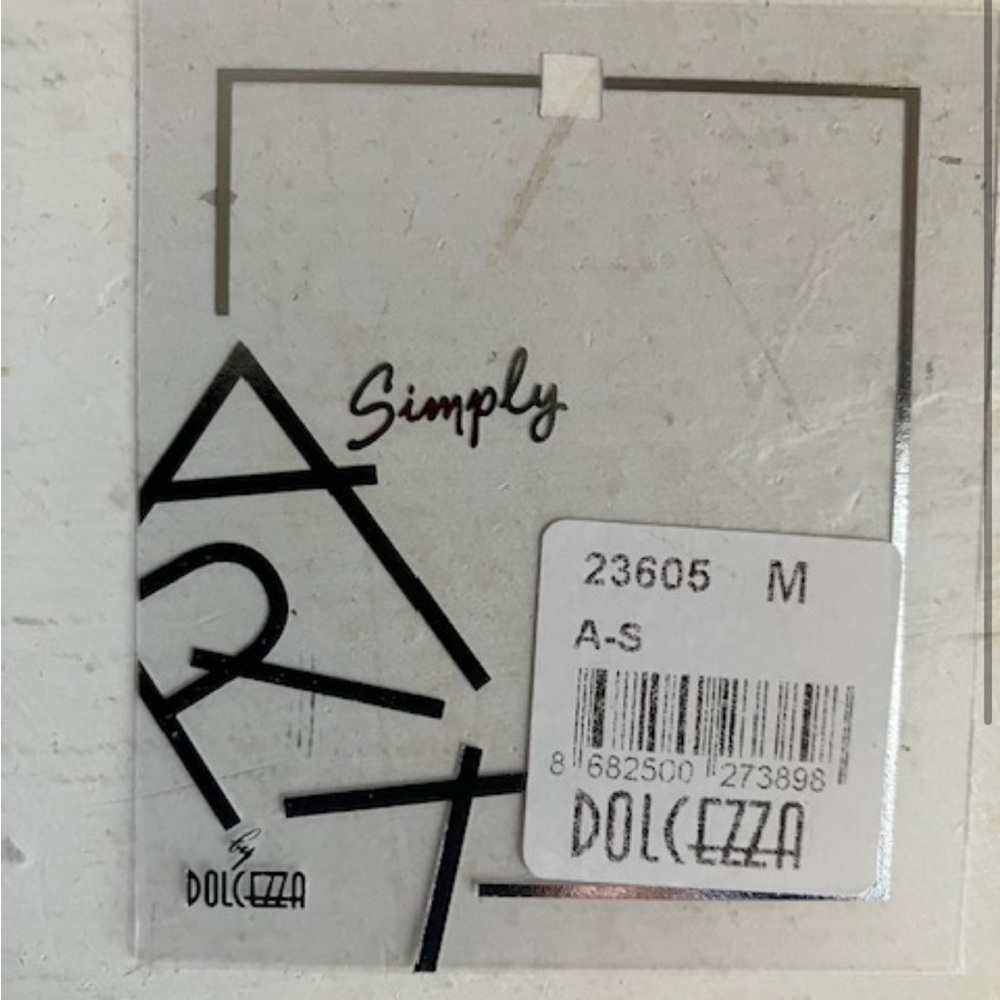 Simply
ART
by
DOLCEZZA
23605 M
A-S
8 682500 273898
DOLCEZZA